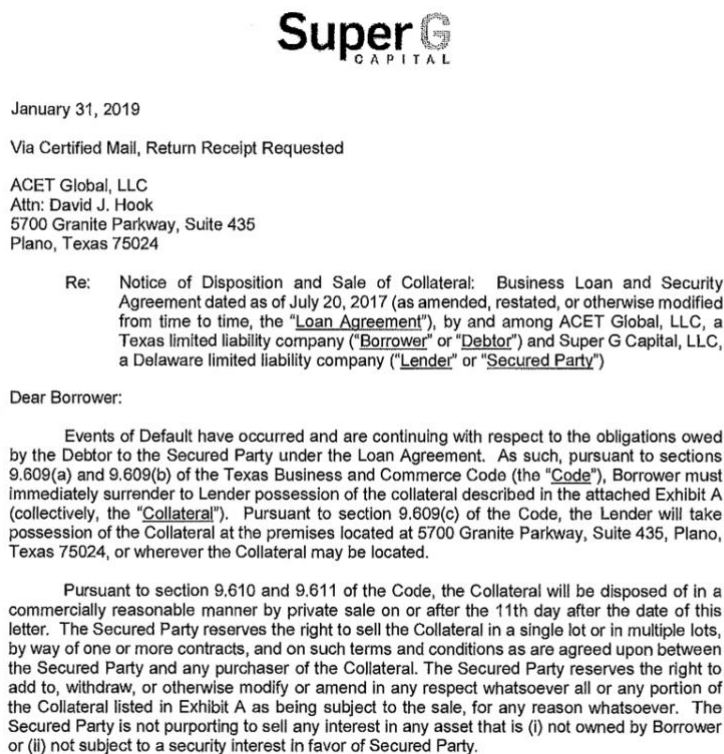 Super G
CAPITAL
January 31, 2019
Via Certified Mail, Return Receipt Requested
ACET Global, LLC
Attn: David J. Hook
5700 Granite Parkway, Suite 435
Plano, Texas 75024
Re: Notice of Disposition and Sale of Collateral: Business Loan and Security
Agreement dated as of July 20, 2017 (as amended, restated, or otherwise modified
from time to time, the “Loan Agreement”), by and among ACET Global, LLC, a
Texas limited liability company (“Borrower” or “Debtor”) and Super G Capital, LLC,
a Delaware limited liability company (“Lender” or “Secured Party”)
Dear Borrower:
Events of Default have occurred and are continuing with respect to the obligations owed
by the Debtor to the Secured Party under the Loan Agreement. As such, pursuant to sections
9.609(a) and 9.609(b) of the Texas Business and Commerce Code (the “Code”), Borrower must
immediately surrender to Lender possession of the collateral described in the attached Exhibit A
(collectively, the “Collateral”). Pursuant to section 9.609(c) of the Code, the Lender will take
possession of the Collateral at the premises located at 5700 Granite Parkway, Suite 435, Plano,
Texas 75024, or wherever the Collateral may be located.
Pursuant to section 9.610 and 9.611 of the Code, the Collateral will be disposed of in a
commercially reasonable manner by private sale on or after the 11th day after the date of this
letter. The Secured Party reserves the right to sell the Collateral in a single lot or in multiple lots,
by way of one or more contracts, and on such terms and conditions as are agreed upon between
the Secured Party and any purchaser of the Collateral. The Secured Party reserves the right to
add to, withdraw, or otherwise modify or amend in any respect whatsoever all or any portion of
the Collateral listed in Exhibit A as being subject to the sale, for any reason whatsoever. The
Secured Party is not purporting to sell any interest in any asset that is (i) not owned by Borrower
or (ii) not subject to a security interest in favor of Secured Party.